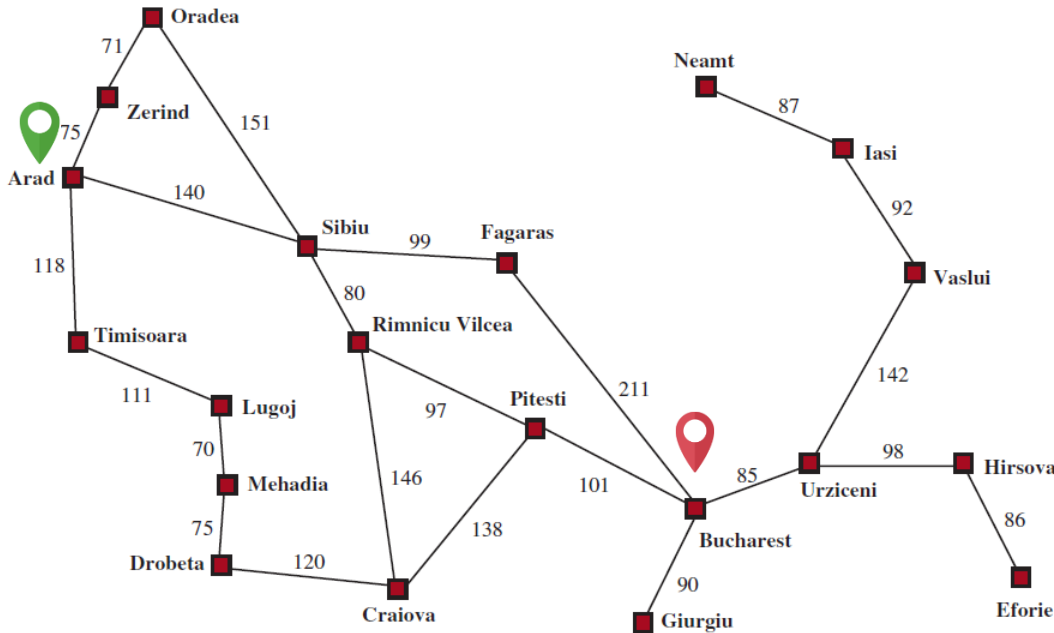 Oradea
71
Neamt
87
Zerind
75
151
Iasi
Arad
140
92
Sibiu
Fagaras
99
118
Vaslui
80
Timisoara
Rimnicu Vilcea
142
111
211
Lugoj
97
Pitesti
70
98
Hirsova
85
Urziceni
146
Mehadia
101
86
75
138
Bucharest
Drobeta
120
90
Eforie
Craiova
Giurgiu